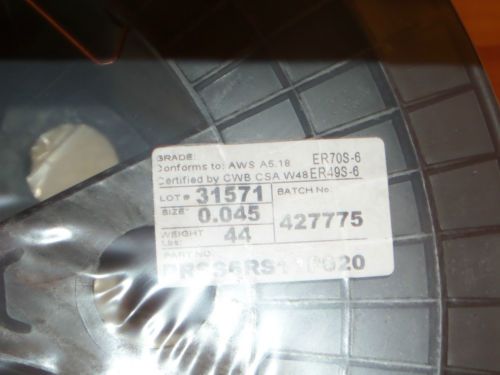 GRADE:
Conforms to: AWS A5.18 ER70S-6
Certified by CWB CSA W48 ER49S-6
LOT # 31571 BATCH No.
SIZE" 0.045 427775
WEIGHT Lbs. 44
PART NO.